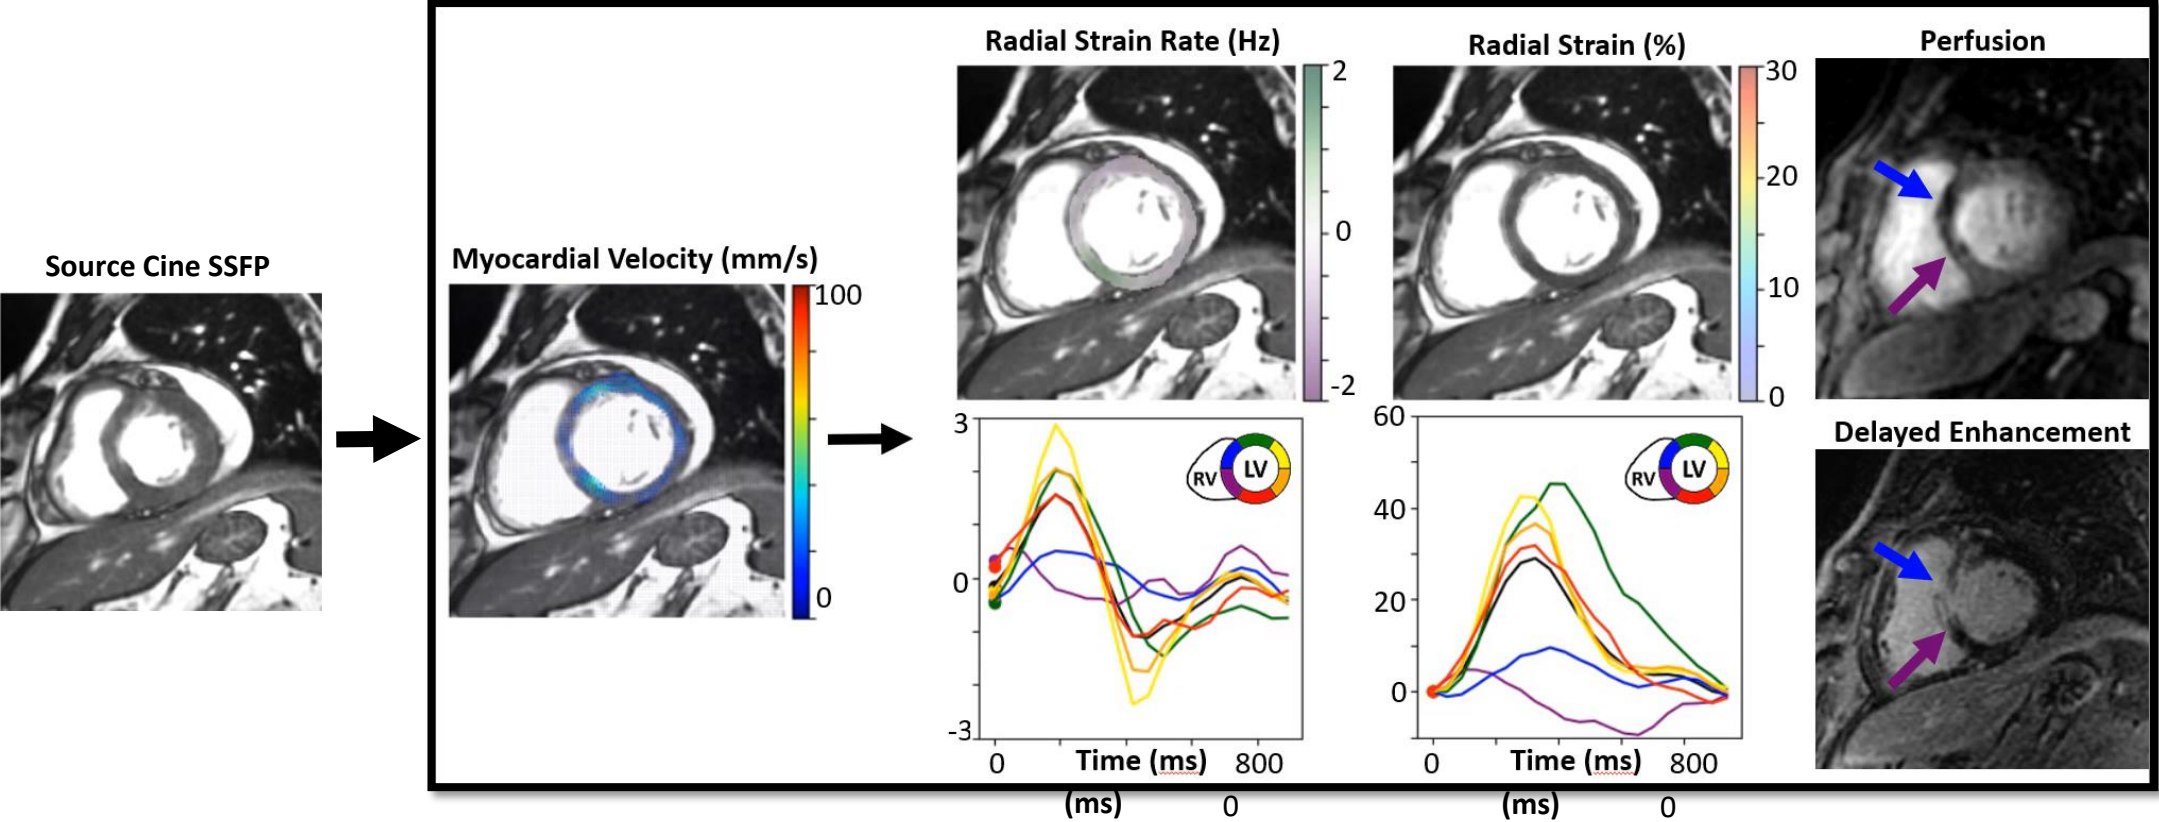 Source Cine SSFP
Myocardial Velocity (mm/s)
100
0
Radial Strain Rate (Hz)
2
0
-2
3
0
-3
RV
LV
0
Time (ms)
800
(ms)
0
Radial Strain (%)
30
20
10
0
60
40
20
0
RV
LV
0
Time (ms)
800
(ms)
0
Perfusion
Delayed Enhancement